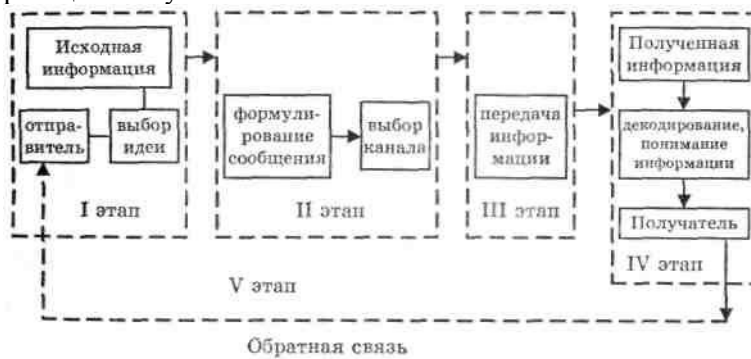 Исходная
информация
отпра-
витель
выбор
идеи
I этап
формули-
рование
сообщения
выбор
канала
II этап
передача
инфор-
мации
III этап
Полученная
информация
декодирование,
понимание
информации
Получатель
IV этап
V этап
Обратная связь